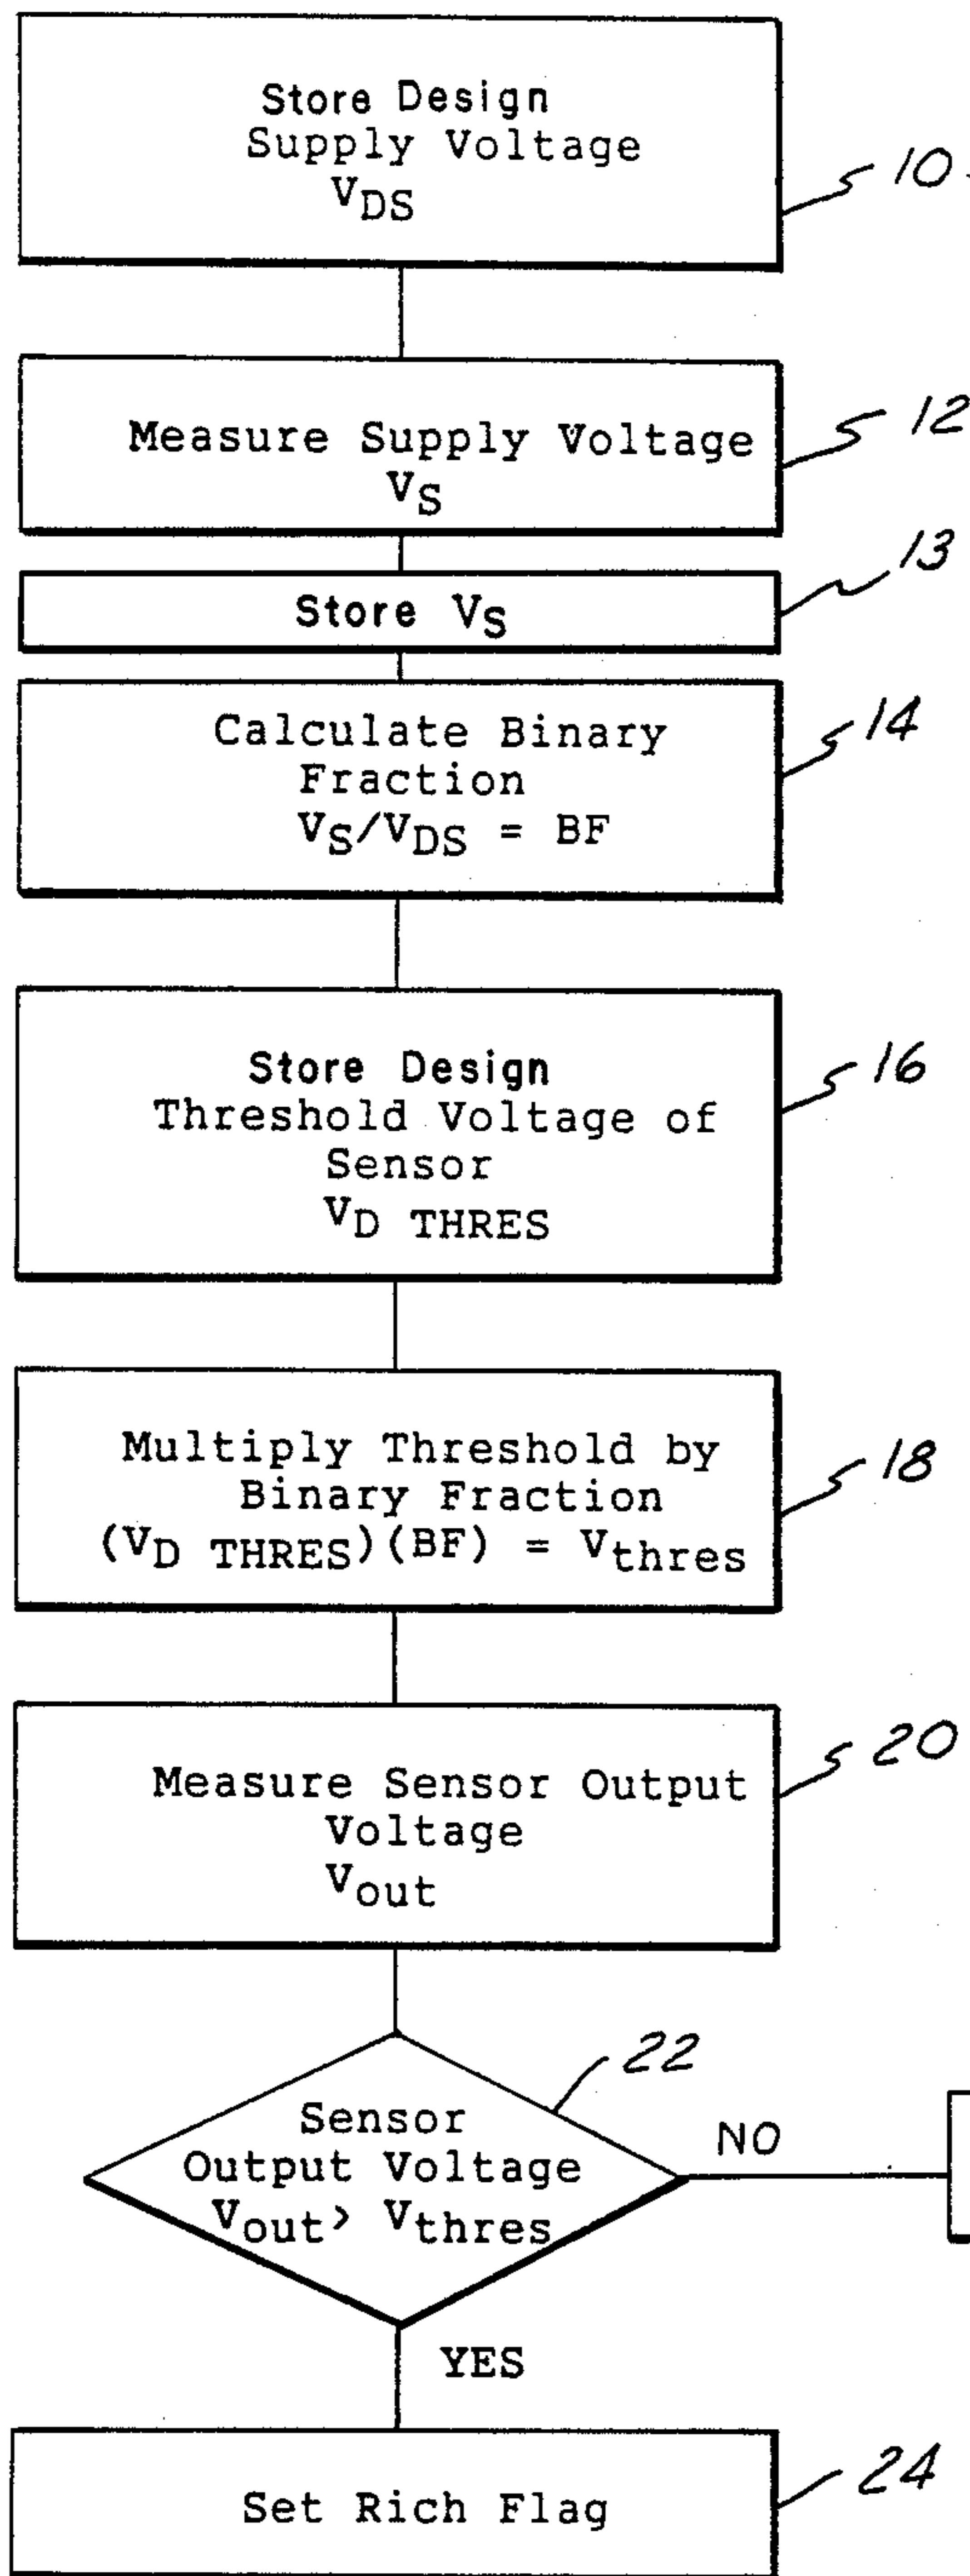 Store Design
Supply Voltage
VDS
10
Measure Supply Voltage
VS
12
Store VS
13
Calculate Binary
Fraction
VS/VDS = BF
14
Store Design
Threshold Voltage of
Sensor
VD THRES
16
Multiply Threshold by
Binary Fraction
(VD THRES)(BF) = Vthres
18
Measure Sensor Output
Voltage
Vout
20
Sensor
Output Voltage
Vout> Vthres
22
NO
YES
Set Rich Flag
24